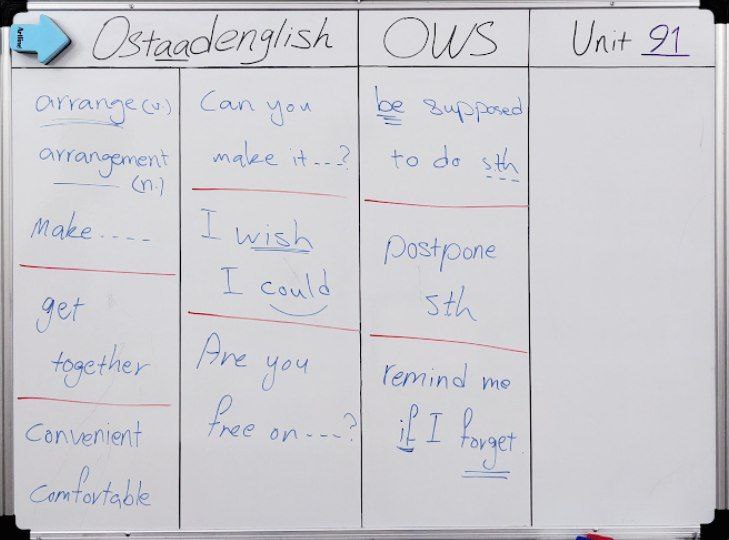 Ostaadenglish
OWS
Unit 91
arrange (v.)
arrangement
(n.)
Make ----
get
together
Convenient
Comfortable
Can you
make it ---?
I wish
I could
Are you
free on ---?
be supposed
to do sth
postpone
sth
remind me
if I forget